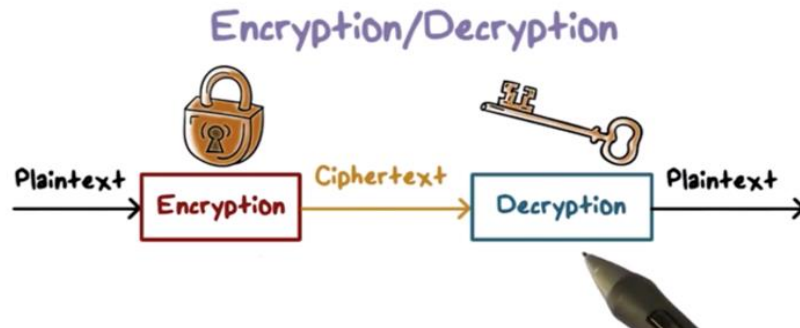 Encryption/Decryption
Plaintext
Encryption
Ciphertext
Decryption
Plaintext